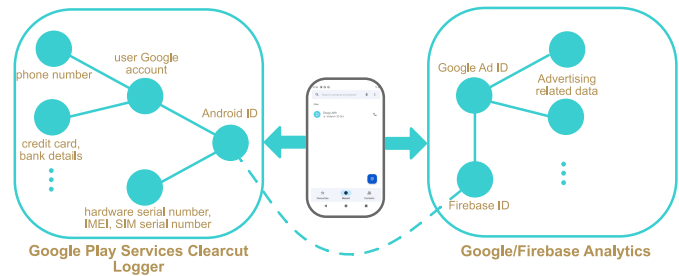 phone number
user Google
account
Android ID
credit card,
bank details
hardware serial number,
IMEI, SIM serial number
Google Play Services Clearcut
Logger
Google Ad ID
Advertising
related data
Firebase ID
Google/Firebase Analytics